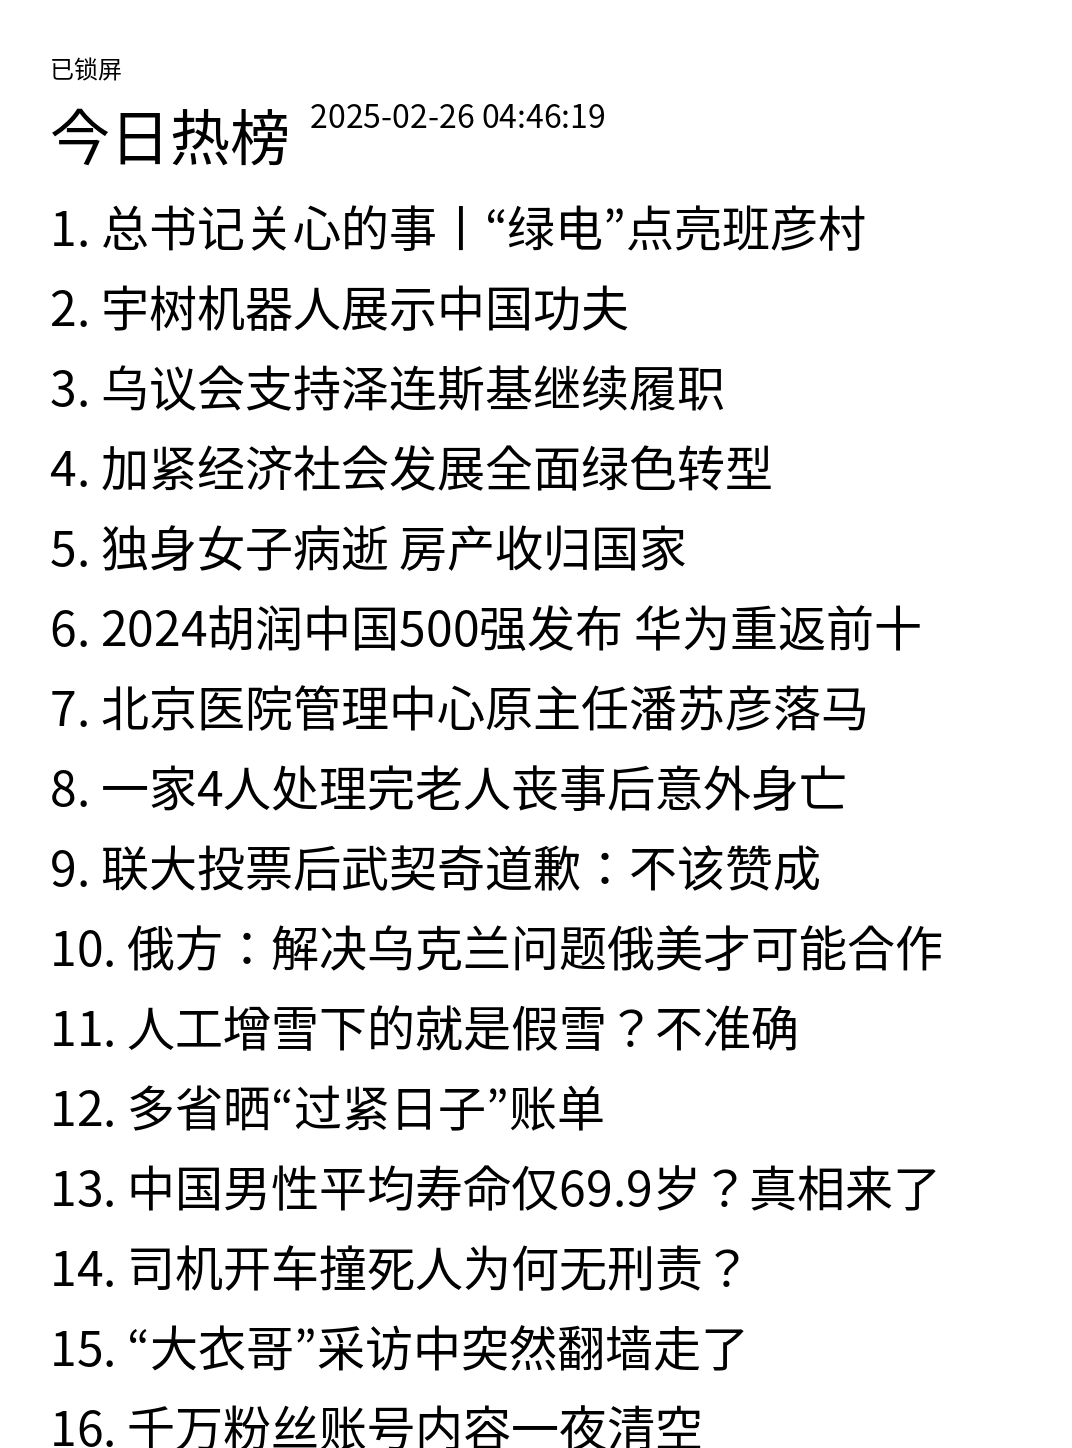 已锁屏
今日热榜 2025-02-26 04:46:19
1. 总书记关心的事丨“绿电”点亮班彦村
2. 宇树机器人展示中国功夫
3. 乌议会支持泽连斯基继续履职
4. 加紧经济社会发展全面绿色转型
5. 独身女子病逝 房产收归国家
6. 2024胡润中国500强发布 华为重返前十
7. 北京医院管理中心原主任潘苏彦落马
8. 一家4人处理完老人丧事后意外身亡
9. 联大投票后武契奇道歉：不该赞成
10. 俄方：解决乌克兰问题俄美才可能合作
11. 人工增雪下的就是假雪？不准确
12. 多省晒“过紧日子”账单
13. 中国男性平均寿命仅69.9岁？真相来了
14. 司机开车撞死人为何无刑责？
15. “大衣哥”采访中突然翻墙走了
16. 千万粉丝账号内容一夜清空